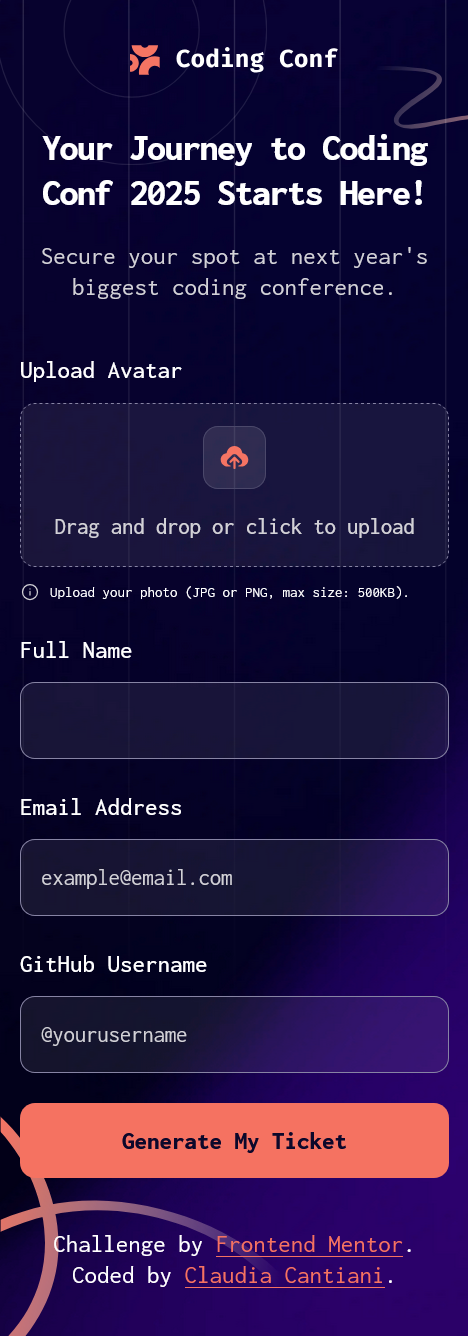 Coding Conf
Your Journey to Coding
Conf 2025 Starts Here!
Secure your spot at next year's
biggest coding conference.
Upload Avatar
Drag and drop or click to upload
Upload your photo (JPG or PNG, max size: 500KB).
Full Name
Email Address
example@email.com
GitHub Username
@yourusername
Generate My Ticket
Challenge by Frontend Mentor.
Coded by Claudia Cantiani.